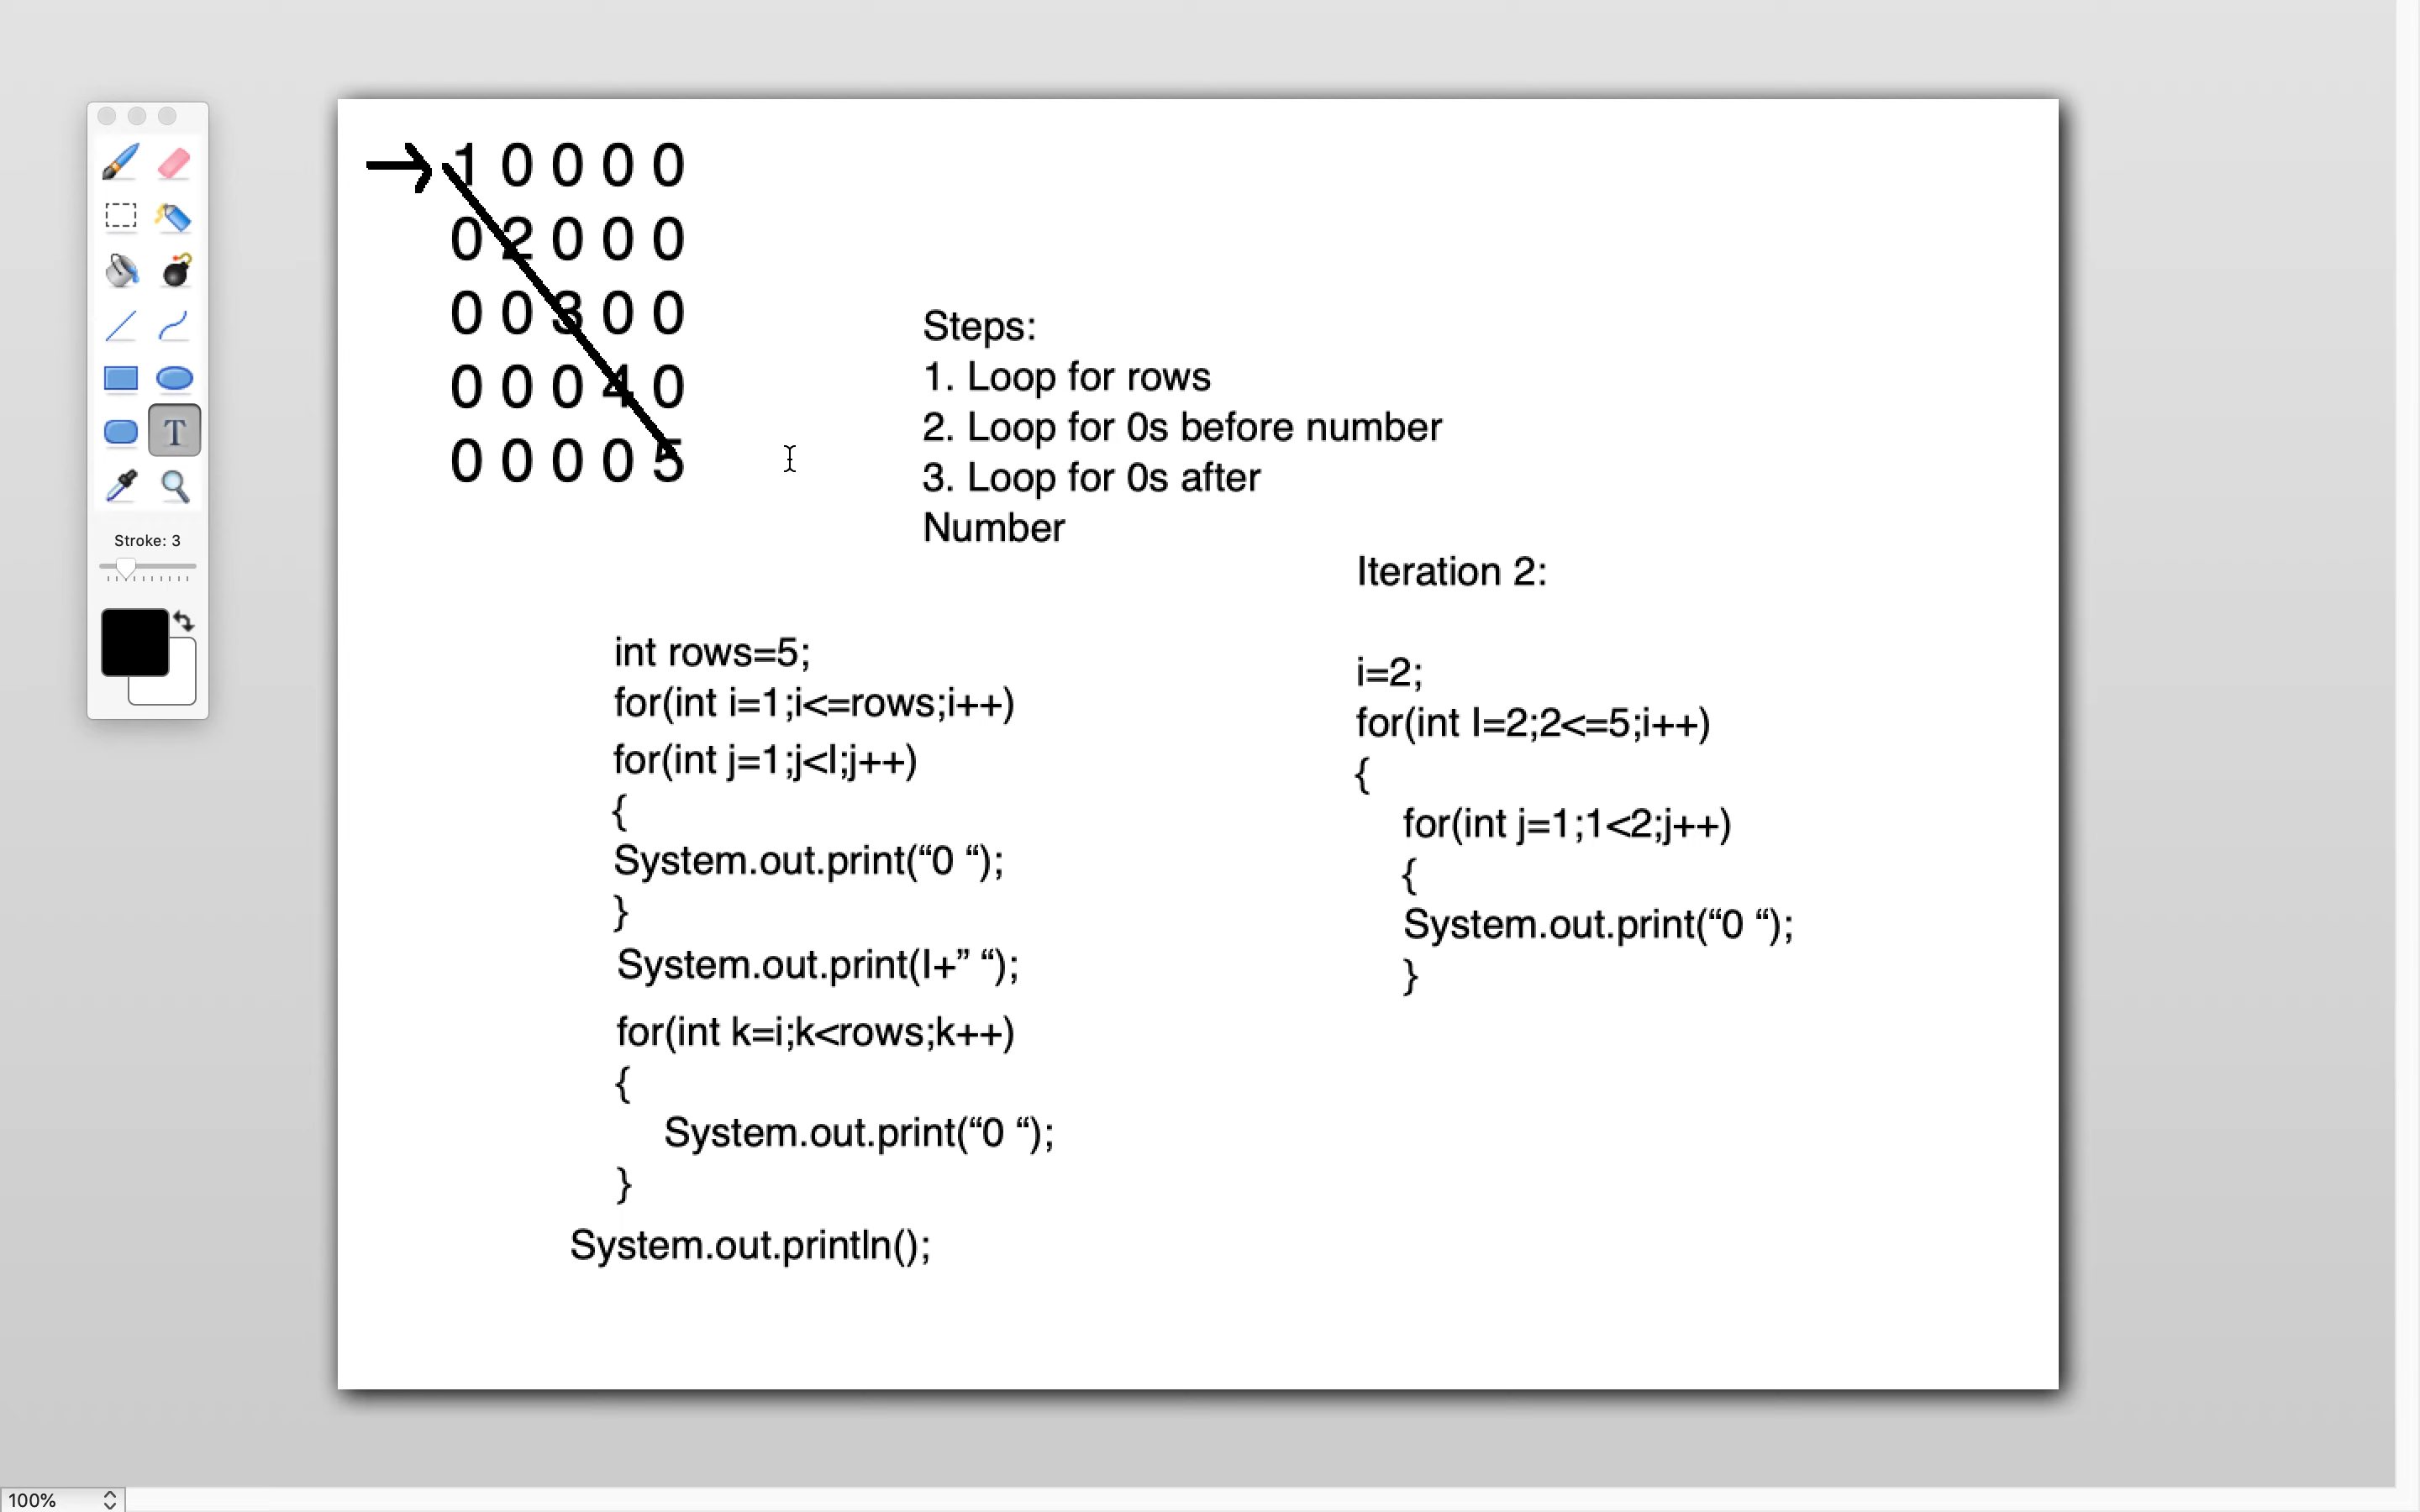 1 0 0 0 0
0 2 0 0 0
0 0 3 0 0
0 0 0 4 0
0 0 0 0 5
Steps:
1. Loop for rows
2. Loop for 0s before number
3. Loop for 0s after
Number
int rows=5;
for(int i=1;i<=rows;i++)
for(int j=1;j<I;j++)
{
System.out.print(“0 “);
}
System.out.print(I+” “);
for(int k=i;k<rows;k++)
{
System.out.print(“0 “);
}
System.out.println();
Iteration 2:
i=2;
for(int I=2;2<=5;i++)
{
for(int j=1;1<2;j++)
{
System.out.print(“0 “);
}
T
Stroke: 3
100%